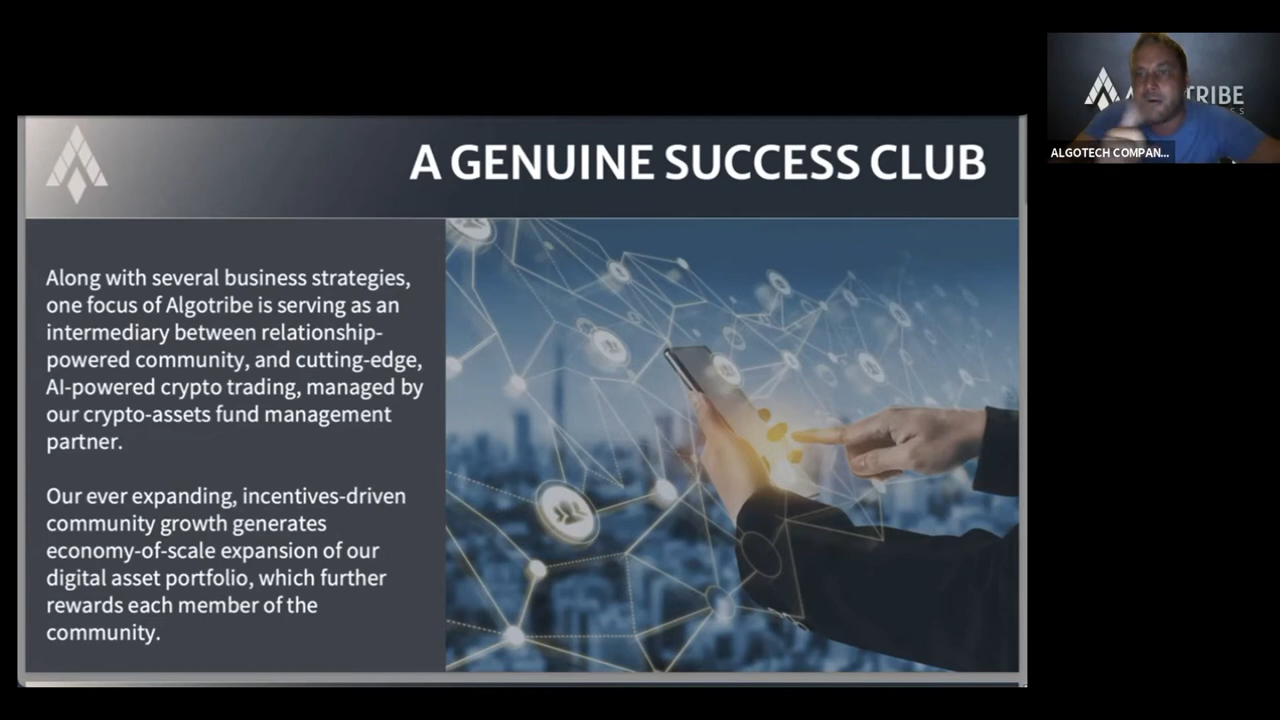 A GENUINE SUCCESS CLUB
Along with several business strategies,
one focus of Algotribe is serving as an
intermediary between relationship-
powered community, and cutting-edge,
AI-powered crypto trading, managed by
our crypto-assets fund management
partner.
Our ever expanding, incentives-driven
community growth generates
economy-of-scale expansion of our
digital asset portfolio, which further
rewards each member of the
community.
TRIBE
ALGOTECH COMPAN...